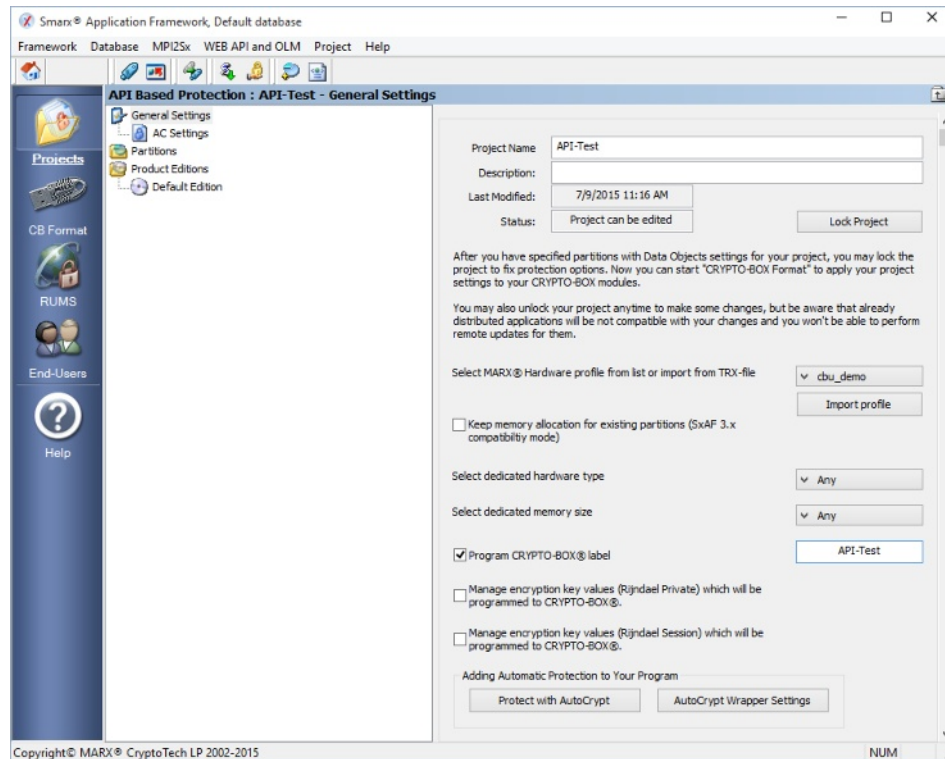 Smarx® Application Framework, Default database
Framework Database MPI2Sx WEB API and OLM Project Help
API Based Protection : API-Test - General Settings
Projects
CB Format
RUMS
End-Users
Help
General Settings
AC Settings
Partitions
Product Editions
Default Edition
Project Name API-Test
Description:
Last Modified: 7/9/2015 11:16 AM
Status: Project can be edited Lock Project
After you have specified partitions with Data Objects settings for your project, you may lock the
project to fix protection options. Now you can start "CRYPTO-BOX Format" to apply your project
settings to your CRYPTO-BOX modules.
You may also unlock your project anytime to make some changes, but be aware that already
distributed applications will be not compatible with your changes and you won't be able to perform
remote updates for them.
Select MARX® Hardware profile from list or import from TRX-file cbu_demo
Import profile
Keep memory allocation for existing partitions (SxAF 3.x
compatibiltiy mode)
Select dedicated hardware type Any
Select dedicated memory size Any
Program CRYPTO-BOX® label API-Test
Manage encryption key values (Rijndael Private) which will be
programmed to CRYPTO-BOX®.
Manage encryption key values (Rijndael Session) which will be
programmed to CRYPTO-BOX®.
Adding Automatic Protection to Your Program
Protect with AutoCrypt AutoCrypt Wrapper Settings
Copyright© MARX® CryptoTech LP 2002-2015 NUM